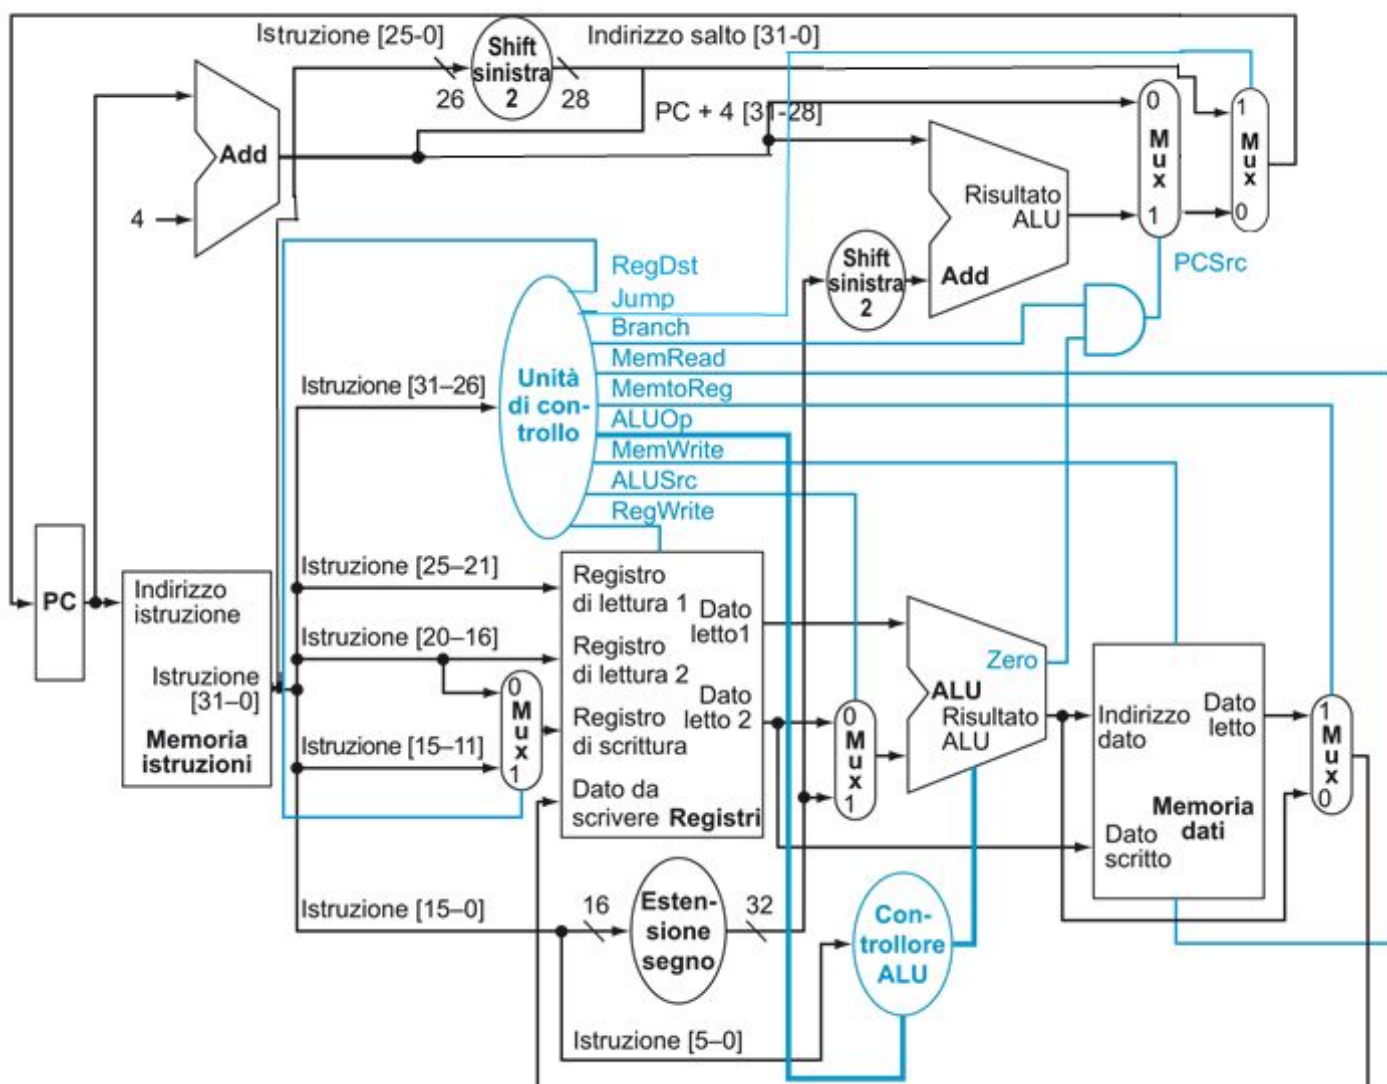 Istruzione [25-0]
Shift
sinistra
2
26
28
Indirizzo salto [31-0]
PC + 4 [31-28]
Add
4
0
Mux
1
1
Mux
0
Risultato
ALU
Add
Shift
sinistra
2
PCSrc
RegDst
Jump
Branch
MemRead
MemtoReg
ALUOp
MemWrite
ALUSrc
RegWrite
Unità
di con-
trollo
Istruzione [31–26]
PC
Indirizzo
istruzione
Istruzione
[31–0]
Memoria
istruzioni
Istruzione [25–21]
Istruzione [20–16]
Istruzione [15–11]
0
Mux
1
Registro
di lettura 1
Registro
di lettura 2
Registro
di scrittura
Dato da
scrivere
Dato
letto1
Dato
letto 2
Registri
0
Mux
1
Zero
ALU
Risultato
ALU
Indirizzo
dato
Dato
letto
Memoria
dati
Dato
scritto
1
Mux
0
Istruzione [15–0]
16
Esten-
sione
segno
32
Con-
trollore
ALU
Istruzione [5–0]